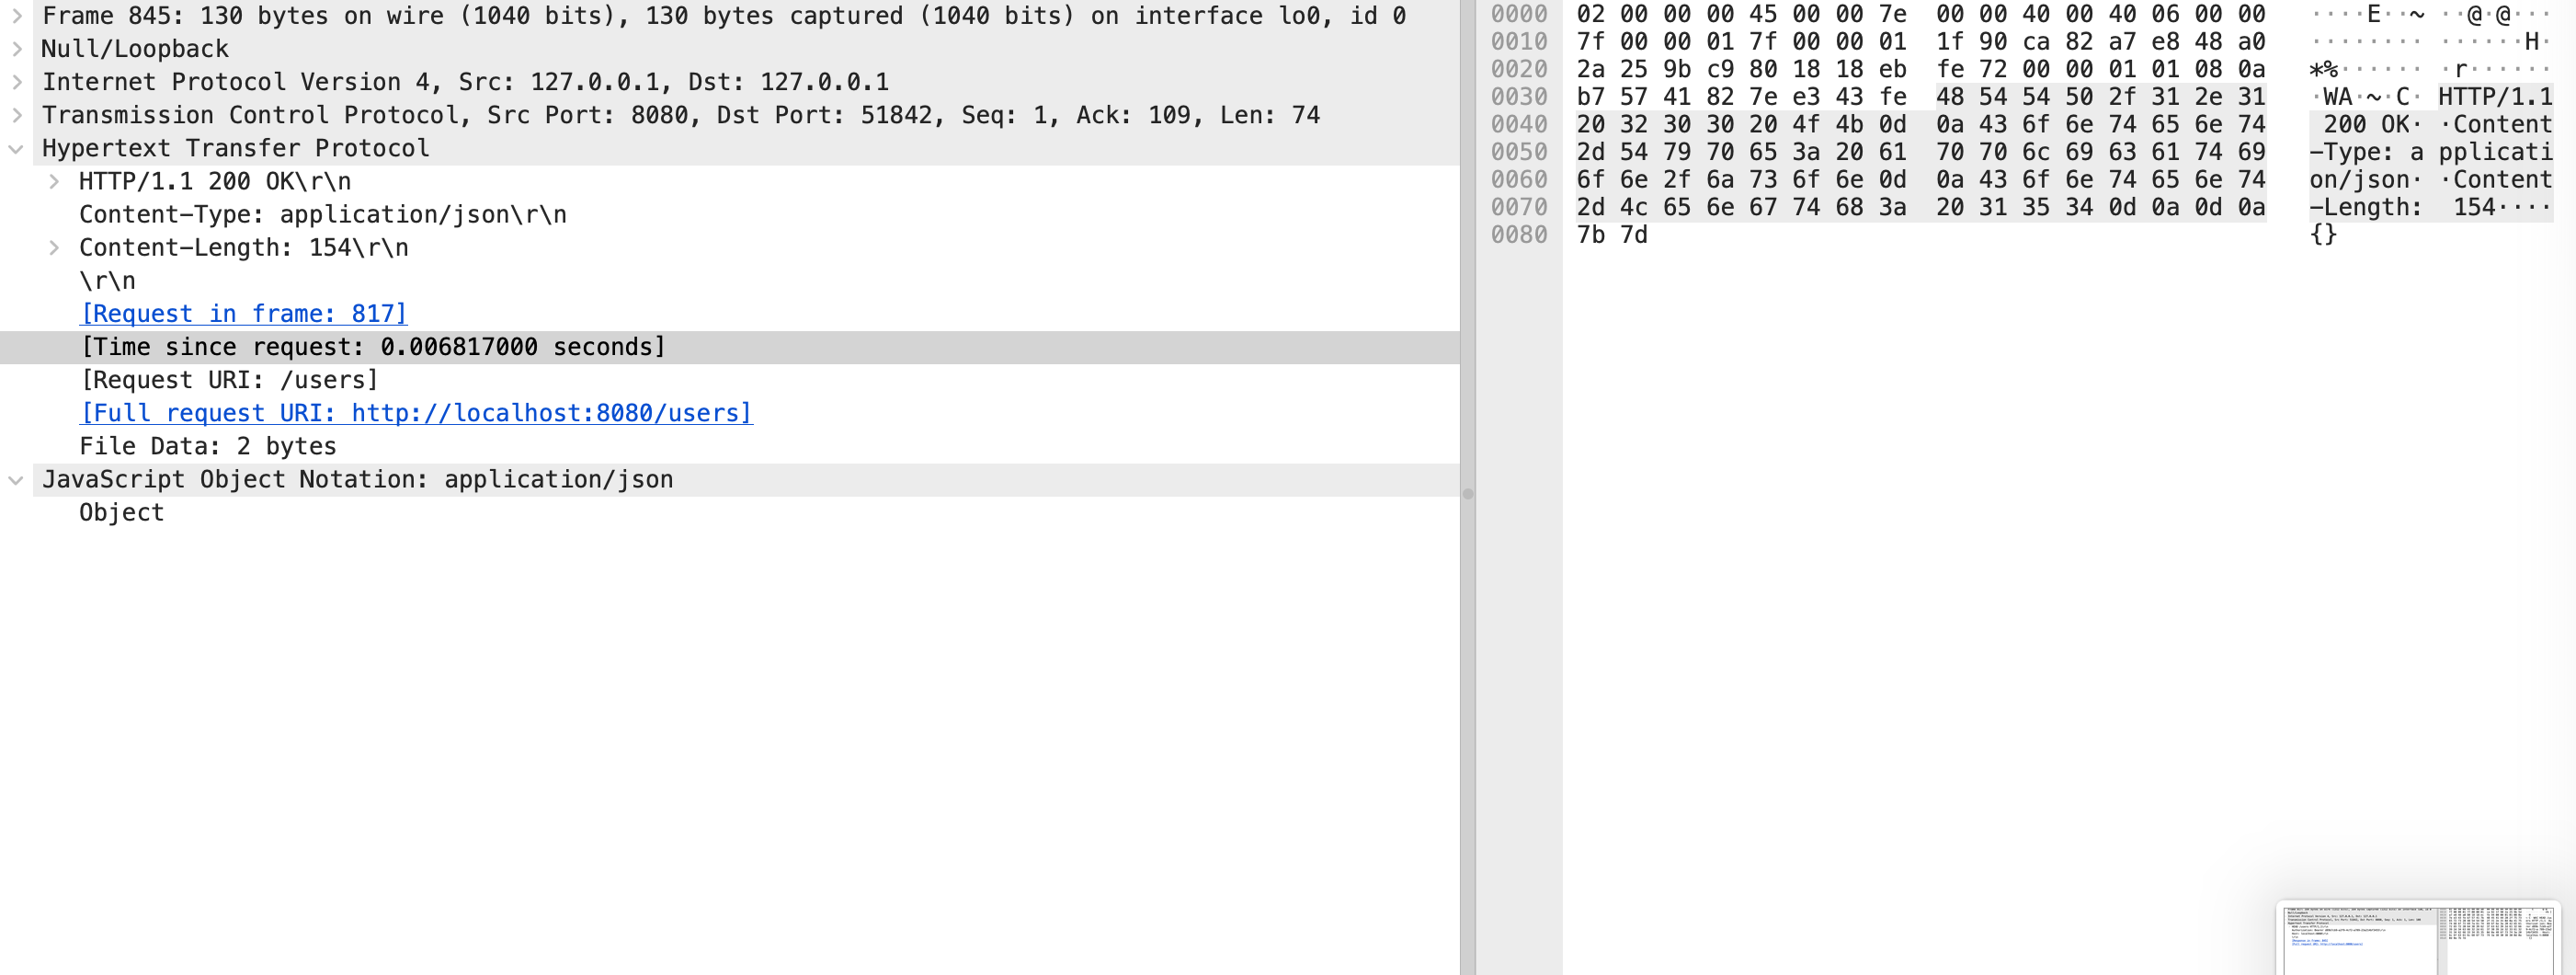 Frame 845: 130 bytes on wire (1040 bits), 130 bytes captured (1040 bits) on interface lo0, id 0
Null/Loopback
Internet Protocol Version 4, Src: 127.0.0.1, Dst: 127.0.0.1
Transmission Control Protocol, Src Port: 8080, Dst Port: 51842, Seq: 1, Ack: 109, Len: 74
Hypertext Transfer Protocol
HTTP/1.1 200 OK\r\n
Content-Type: application/json\r\n
Content-Length: 154\r\n
\r\n
[Request in frame: 817]
[Time since request: 0.006817000 seconds]
[Request URI: /users]
[Full request URI: http://localhost:8080/users]
File Data: 2 bytes
JavaScript Object Notation: application/json
Object
0000 02 00 00 00 45 00 00 7e 00 00 40 00 40 06 00 00 ····E··~ ··@·@···
0010 7f 00 00 01 7f 00 00 01 1f 90 ca 82 a7 e8 48 a0 ········ ······H·
0020 2a 25 9b c9 80 18 18 eb fe 72 00 00 01 01 08 0a *%······ ·r······
0030 b7 57 41 82 7e e3 43 fe 48 54 54 50 2f 31 2e 31 ·WA·~·C· HTTP/1.1
0040 20 32 30 30 20 4f 4b 0d 0a 43 6f 6e 74 65 6e 74 200 OK· ·Content
0050 2d 54 79 70 65 3a 20 61 70 70 6c 69 63 61 74 69 -Type: a pplicati
0060 6f 6e 2f 6a 73 6f 6e 0d 0a 43 6f 6e 74 65 6e 74 on/json· ·Content
0070 2d 4c 65 6e 67 74 68 3a 20 31 35 34 0d 0a 0d 0a -Length: 154····
0080 7b 7d {}